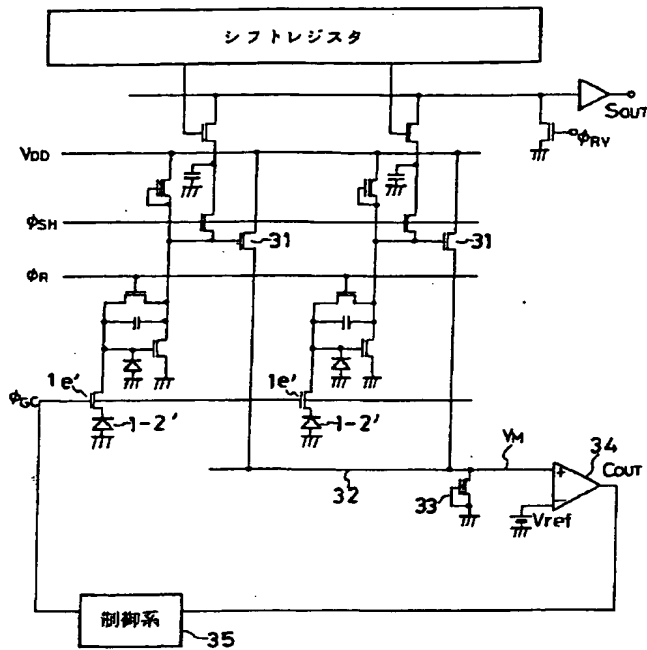 シフトレジスタ
SOUT
φRV
VDD
φSH
31
31
φR
1e'
1e'
φGC
1-2'
1-2'
VM
34
COUT
+
−
32
33
Vref
制御系
35